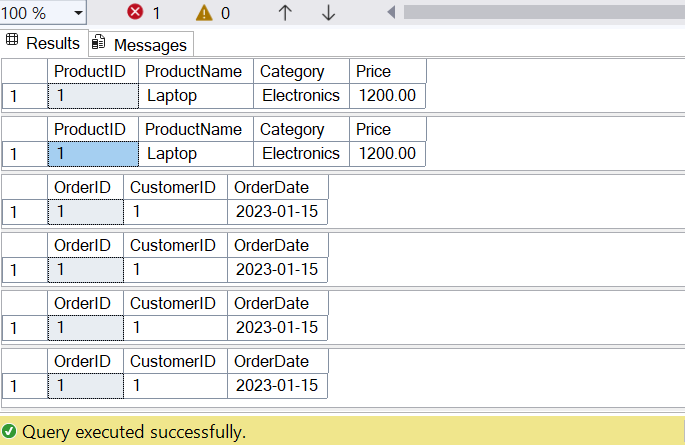 100 % 1 0
Results Messages
ProductID ProductName Category Price
1 1 Laptop Electronics 1200.00
ProductID ProductName Category Price
1 1 Laptop Electronics 1200.00
OrderID CustomerID OrderDate
1 1 1 2023-01-15
OrderID CustomerID OrderDate
1 1 1 2023-01-15
OrderID CustomerID OrderDate
1 1 1 2023-01-15
OrderID CustomerID OrderDate
1 1 1 2023-01-15
Query executed successfully.